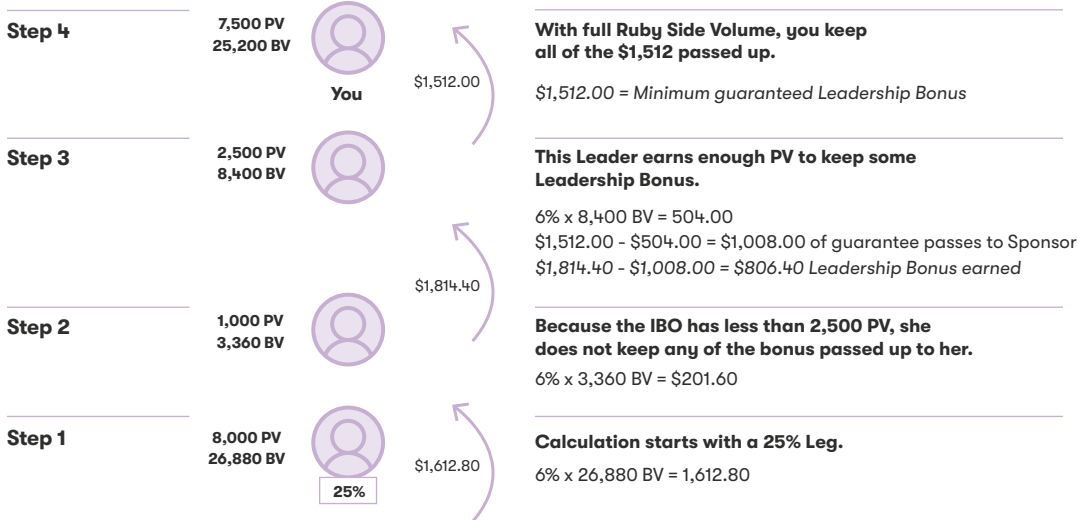 Step 4
7,500 PV
25,200 BV
You
$1,512.00
With full Ruby Side Volume, you keep
all of the $1,512 passed up.
$1,512.00 = Minimum guaranteed Leadership Bonus
Step 3
2,500 PV
8,400 BV
This Leader earns enough PV to keep some
Leadership Bonus.
6% x 8,400 BV = 504.00
$1,512.00 - $504.00 = $1,008.00 of guarantee passes to Sponsor
$1,814.40 - $1,008.00 = $806.40 Leadership Bonus earned
$1,814.40
Step 2
1,000 PV
3,360 BV
Because the IBO has less than 2,500 PV, she
does not keep any of the bonus passed up to her.
6% x 3,360 BV = $201.60
Step 1
8,000 PV
26,880 BV
25%
$1,612.80
Calculation starts with a 25% Leg.
6% x 26,880 BV = 1,612.80